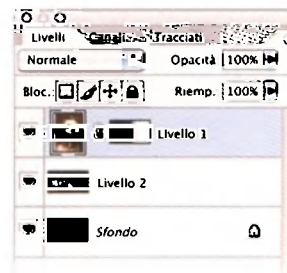 Livelli Canali Tracciati
Normale Opacità 100%
Bloc.: Riemp. 100%
Livello 1
Livello 2
Sfondo